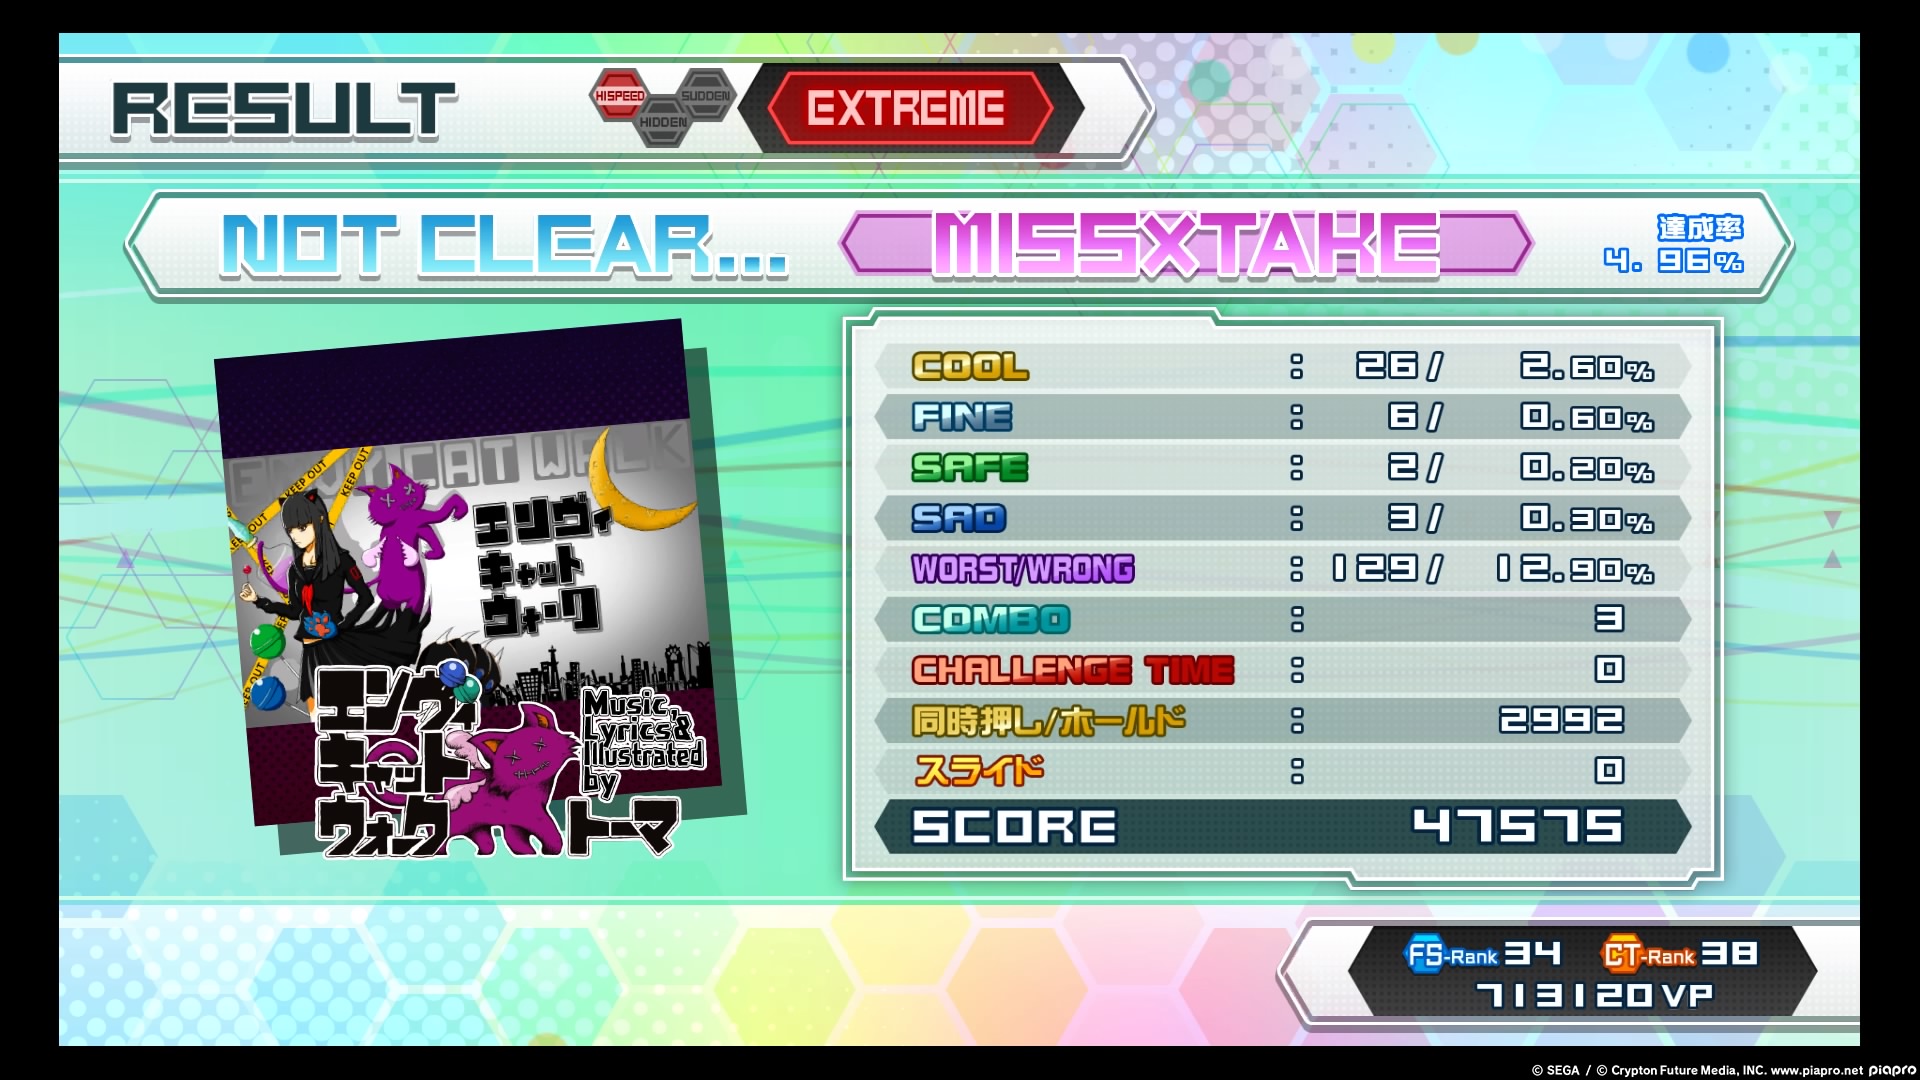 RESULT
HISPEED
SUDDEN
HIDDEN
EXTREME
NOT CLEAR...
MISS×TAKE
達成率
4.96%
COOL : 26/ 2.60%
FINE : 6/ 0.60%
SAFE : 2/ 0.20%
SAD : 3/ 0.30%
WORST/WRONG : 129/ 12.90%
COMBO : 3
CHALLENGE TIME : 0
同時押し/ホールド : 2992
スライド : 0
SCORE 47575
ENVY CAT WALK
KEEP OUT
KEEP OUT
エンヴィ
キャット
ウォーク
エンヴィ
キャット
ウォーク
Music,
Lyrics&
Illustrated
by
トーマ
FS-Rank 34 CT-Rank 38
713120VP
© SEGA / © Crypton Future Media, INC. www.piapro.net piapro